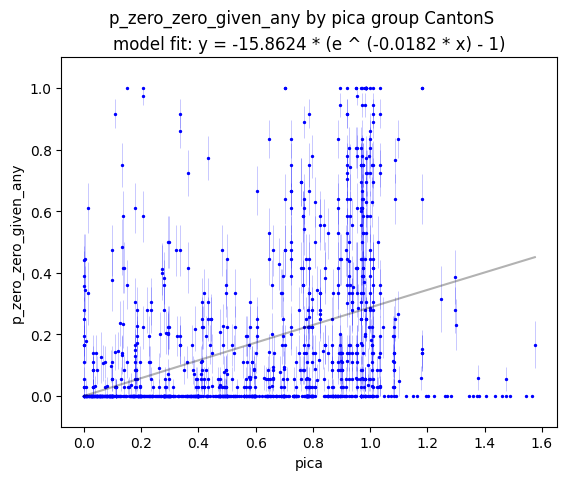 p_zero_zero_given_any by pica group CantonS
model fit: y = -15.8624 * (e ^ (-0.0182 * x) - 1)
1.0
0.8
0.6
0.4
0.2
0.0
p_zero_zero_given_any
0.0 0.2 0.4 0.6 0.8 1.0 1.2 1.4 1.6
pica